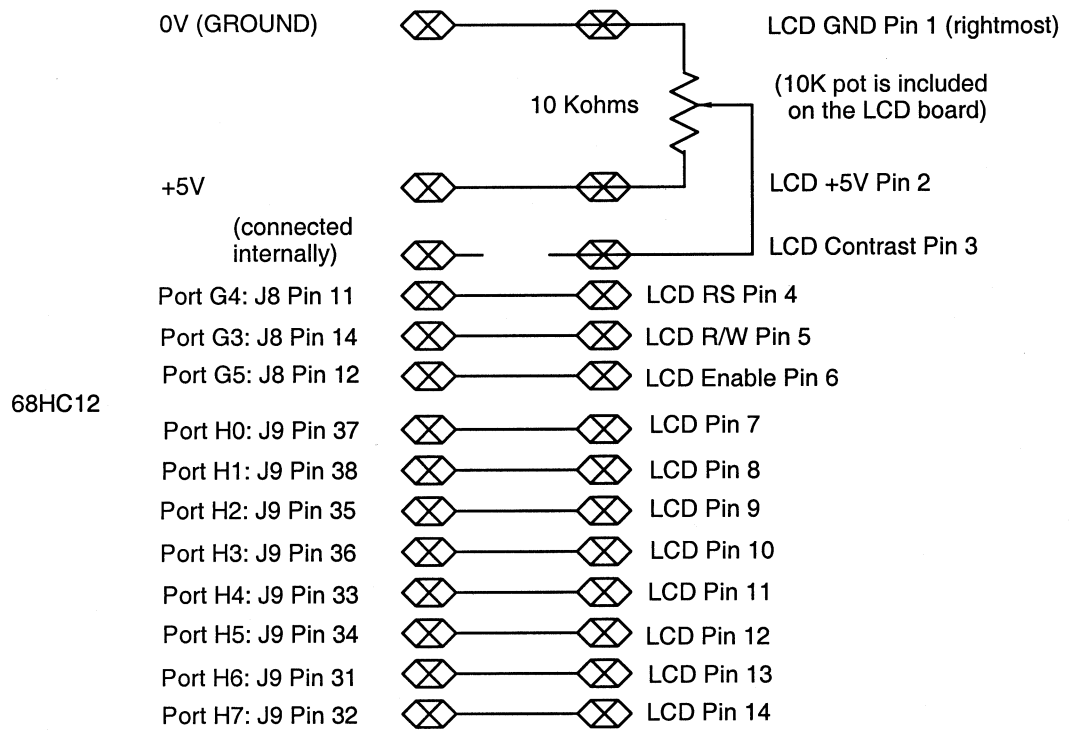 0V (GROUND) LCD GND Pin 1 (rightmost)
(10K pot is included
on the LCD board)
10 Kohms
+5V LCD +5V Pin 2
(connected
internally)
LCD Contrast Pin 3
Port G4: J8 Pin 11 LCD RS Pin 4
Port G3: J8 Pin 14 LCD R/W Pin 5
Port G5: J8 Pin 12 LCD Enable Pin 6
68HC12
Port H0: J9 Pin 37 LCD Pin 7
Port H1: J9 Pin 38 LCD Pin 8
Port H2: J9 Pin 35 LCD Pin 9
Port H3: J9 Pin 36 LCD Pin 10
Port H4: J9 Pin 33 LCD Pin 11
Port H5: J9 Pin 34 LCD Pin 12
Port H6: J9 Pin 31 LCD Pin 13
Port H7: J9 Pin 32 LCD Pin 14